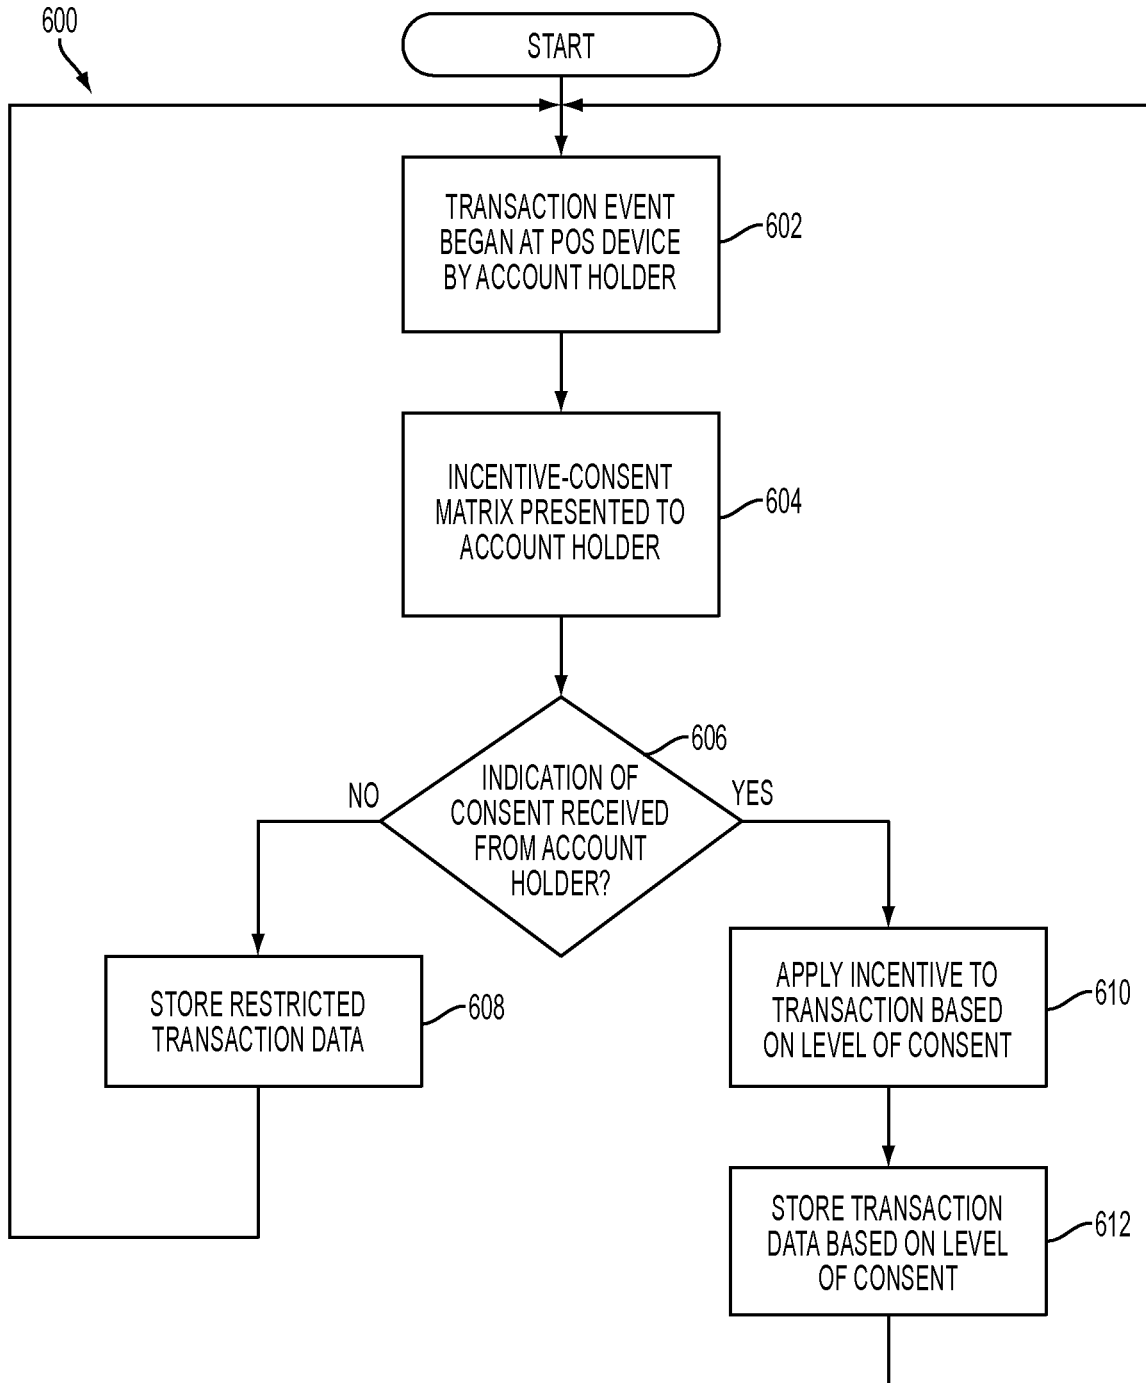 600
START
TRANSACTION EVENT
BEGAN AT POS DEVICE
BY ACCOUNT HOLDER
602
INCENTIVE-CONSENT
MATRIX PRESENTED TO
ACCOUNT HOLDER
604
606
INDICATION OF
CONSENT RECEIVED
FROM ACCOUNT
HOLDER?
NO
YES
STORE RESTRICTED
TRANSACTION DATA
608
APPLY INCENTIVE TO
TRANSACTION BASED
ON LEVEL OF CONSENT
610
STORE TRANSACTION
DATA BASED ON LEVEL
OF CONSENT
612